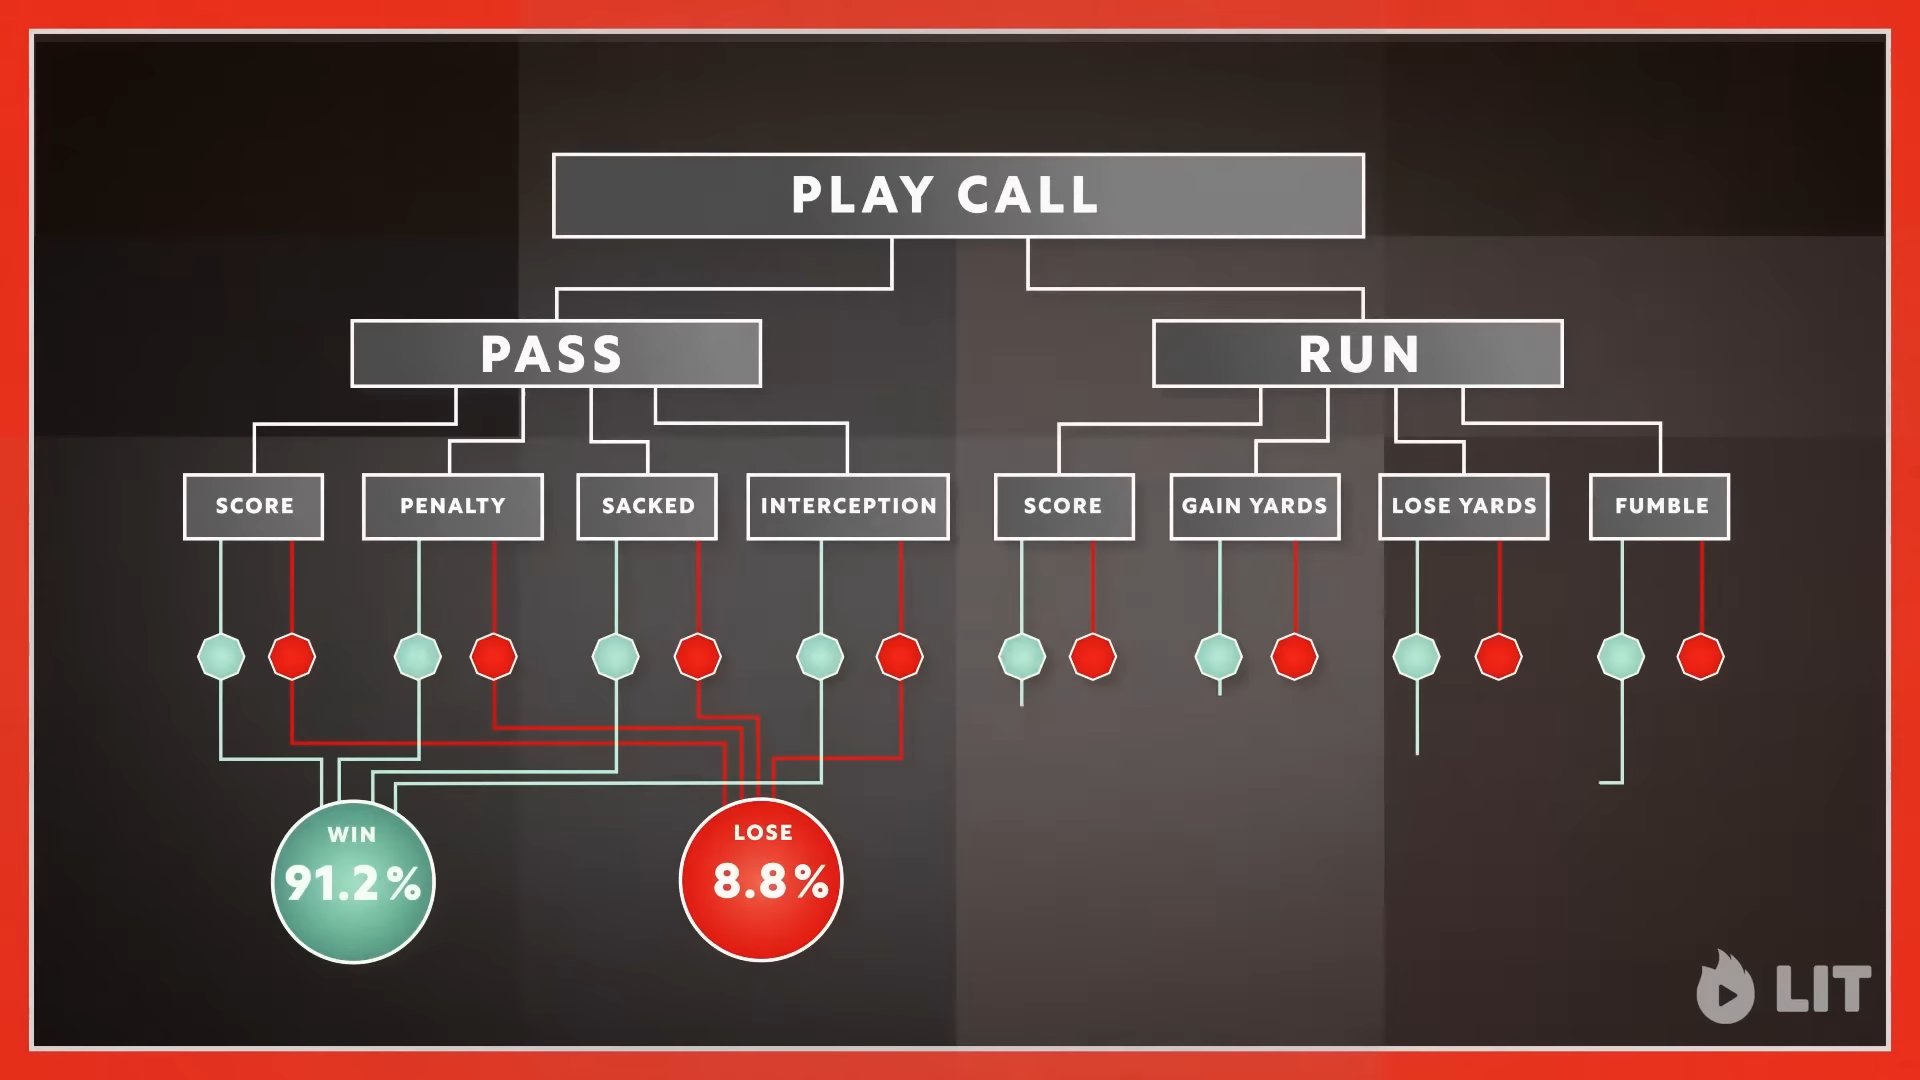 PLAY CALL
PASS
RUN
SCORE
PENALTY
SACKED
INTERCEPTION
SCORE
GAIN YARDS
LOSE YARDS
FUMBLE
WIN
91.2%
LOSE
8.8%
LIT